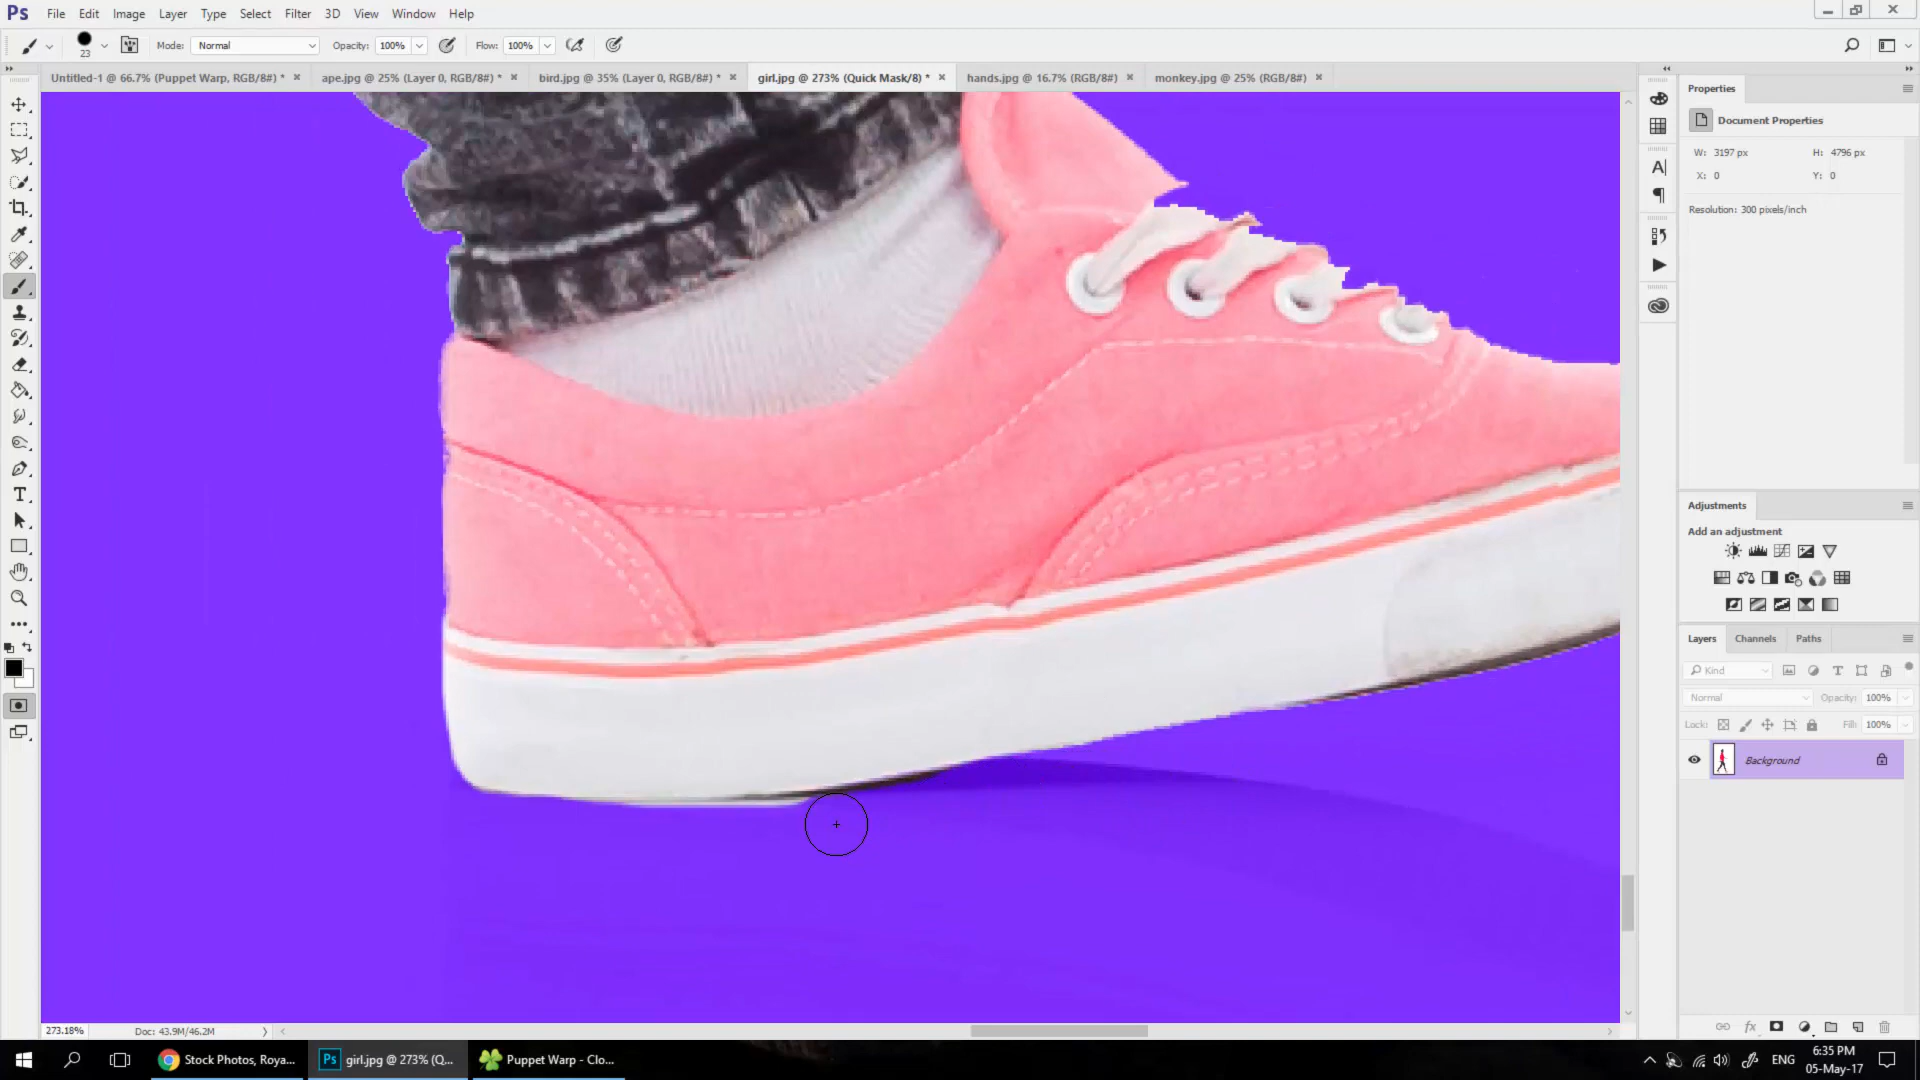 Ps File Edit Image Layer Type Select Filter 3D View Window Help
23 Mode: Normal Opacity: 100% Flow: 100%
Untitled-1 @ 66.7% (Puppet Warp, RGB/8#) * ape.jpg @ 25% (Layer 0, RGB/8#) * bird.jpg @ 35% (Layer 0, RGB/8#) * girl.jpg @ 273% (Quick Mask/8) * hands.jpg @ 16.7% (RGB/8#) monkey.jpg @ 25% (RGB/8#)
Properties
Document Properties
W: 3197 px H: 4796 px
X: 0 Y: 0
Resolution: 300 pixels/inch
Adjustments
Add an adjustment
Layers Channels Paths
Kind
Normal Opacity: 100%
Lock: Fill: 100%
Background
273.18% Doc: 43.9M/46.2M
Stock Photos, Roya... Ps girl.jpg @ 273% (Q... Puppet Warp - Clo...
ENG 6:35 PM
05-May-17